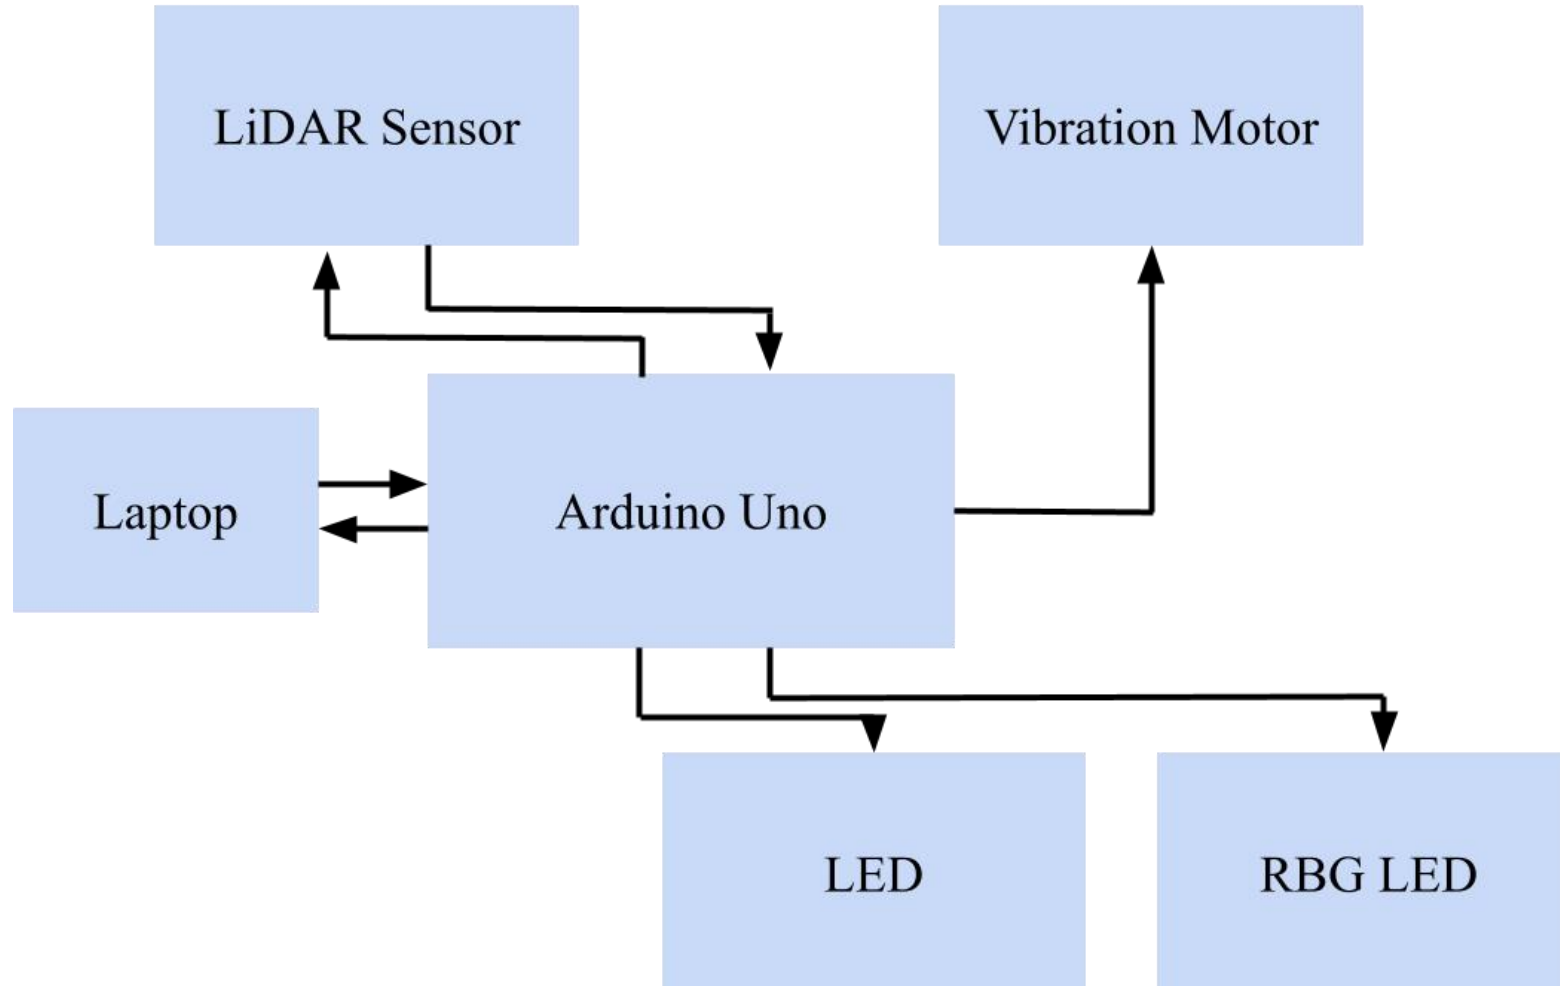 LiDAR Sensor
Vibration Motor
Laptop
Arduino Uno
LED
RBG LED